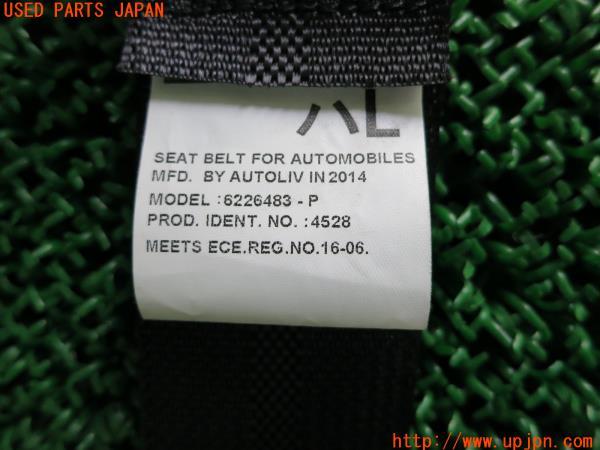 USED PARTS JAPAN
ハL
SEAT BELT FOR AUTOMOBILES
MFD. BY AUTOLIV IN 2014
MODEL :6226483 - P
PROD. IDENT. NO. :4528
MEETS ECE.REG.NO.16-06.
http://www.upjpn.com/